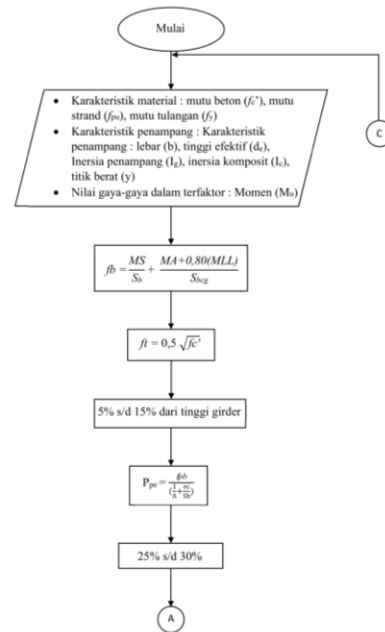 Mulai
C
• Karakteristik material : mutu beton (fc'), mutu
strand (fpu), mutu tulangan (fy)
• Karakteristik penampang : Karakteristik
penampang : lebar (b), tinggi efektif (de),
Inersia penampang (Ig), inersia komposit (Ic),
titik berat (y)
• Nilai gaya-gaya dalam terfaktor : Momen (Mu)
fb = MS/Sb + MA+0,80(MLL)/Sbcg
ft = 0,5 √fc'
5% s/d 15% dari tinggi girder
Ppe = fpb/(1/A + ec/Sb)
25% s/d 30%
A